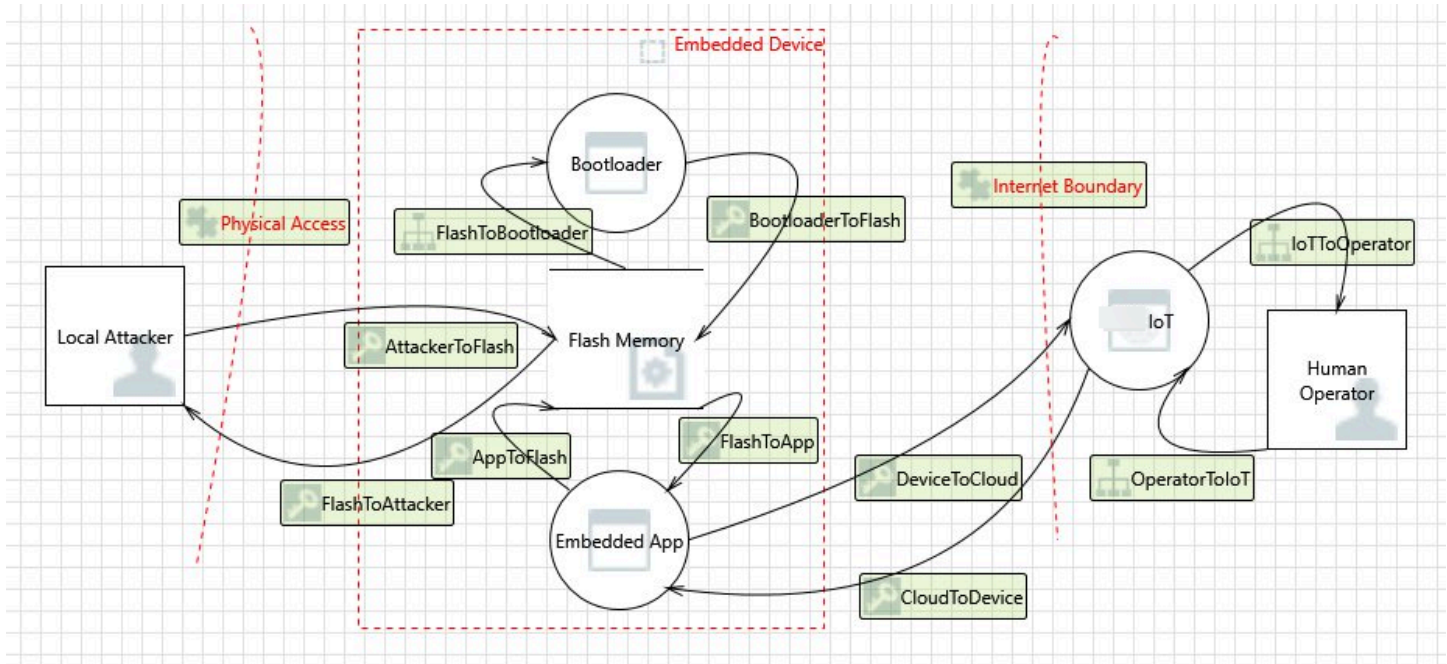 Embedded Device
Bootloader
Internet Boundary
Physical Access
FlashToBootloader
BootloaderToFlash
IoTToOperator
Local Attacker
AttackerToFlash
Flash Memory
IoT
Human
Operator
AppToFlash
FlashToApp
DeviceToCloud
OperatorToIoT
FlashToAttacker
Embedded App
CloudToDevice